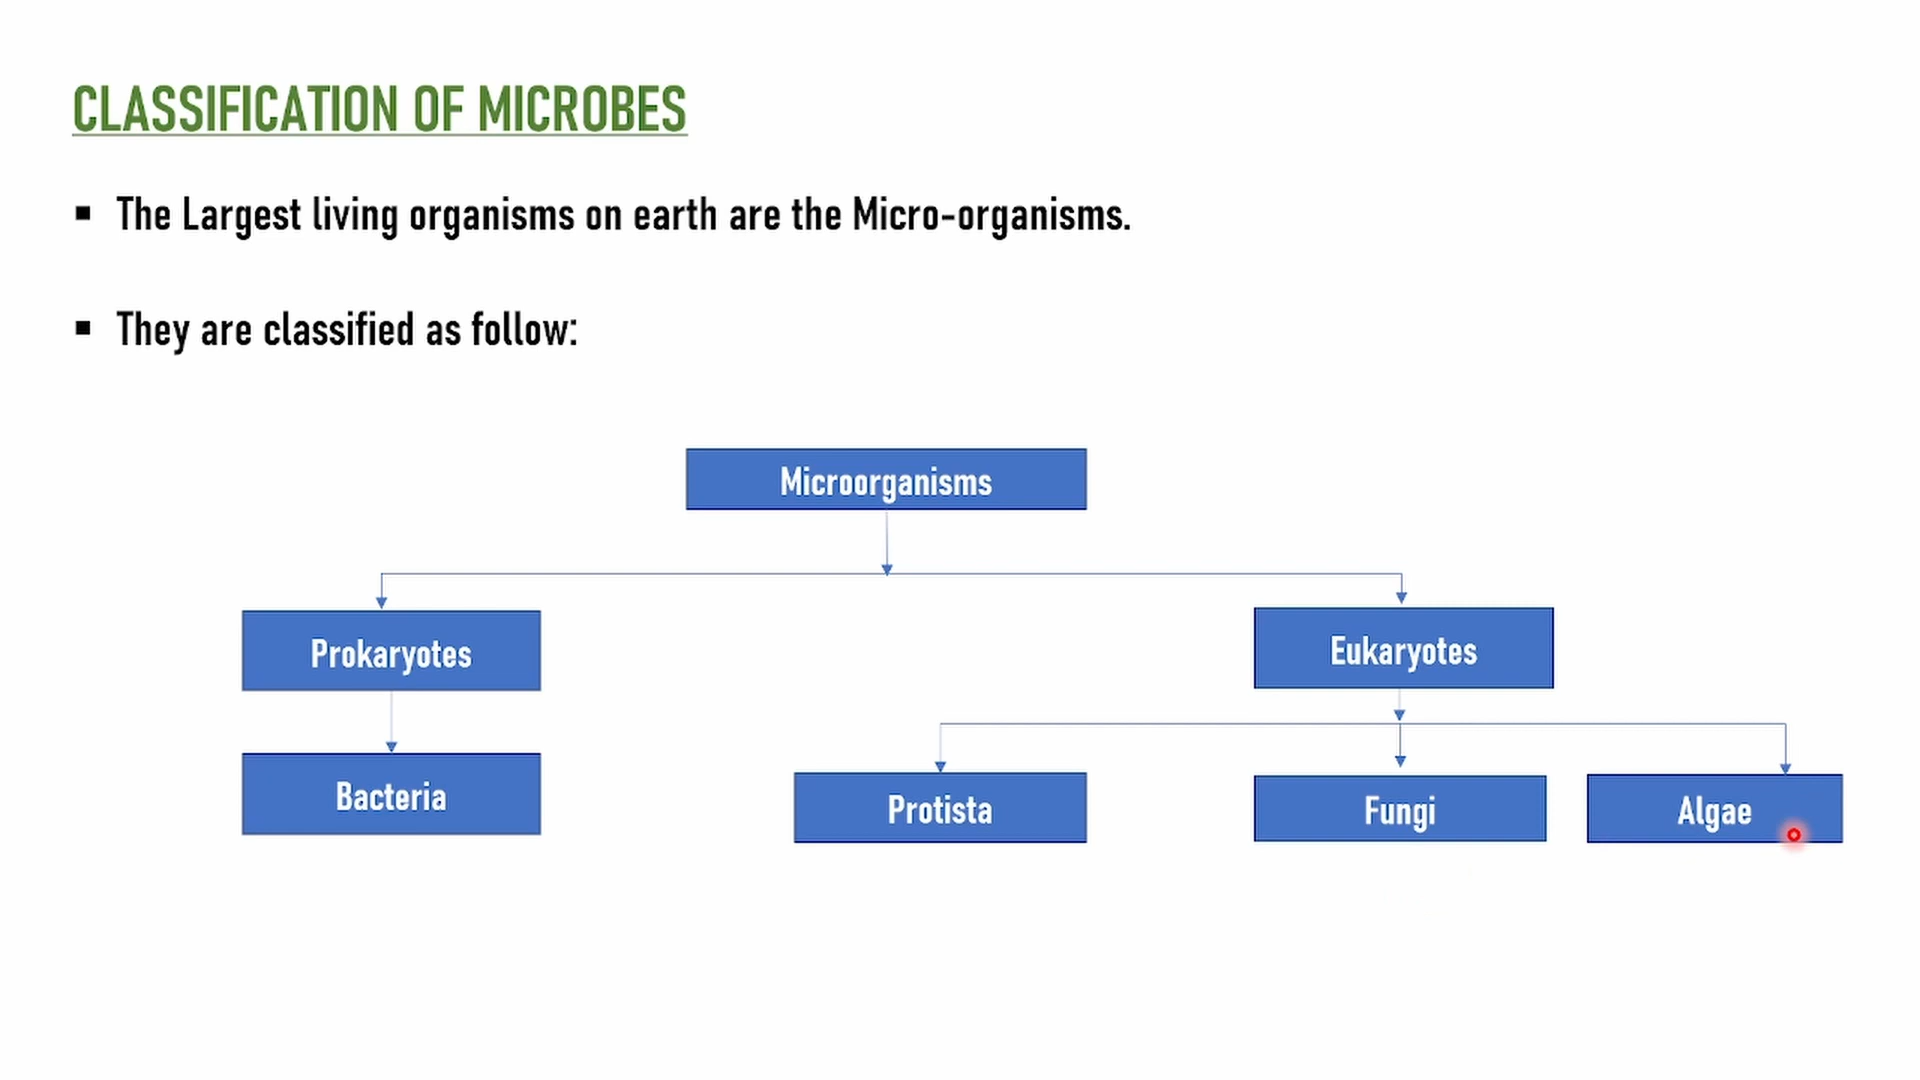 CLASSIFICATION OF MICROBES
▪ The Largest living organisms on earth are the Micro-organisms.
▪ They are classified as follow:
Microorganisms
Prokaryotes
Eukaryotes
Bacteria
Protista
Fungi
Algae